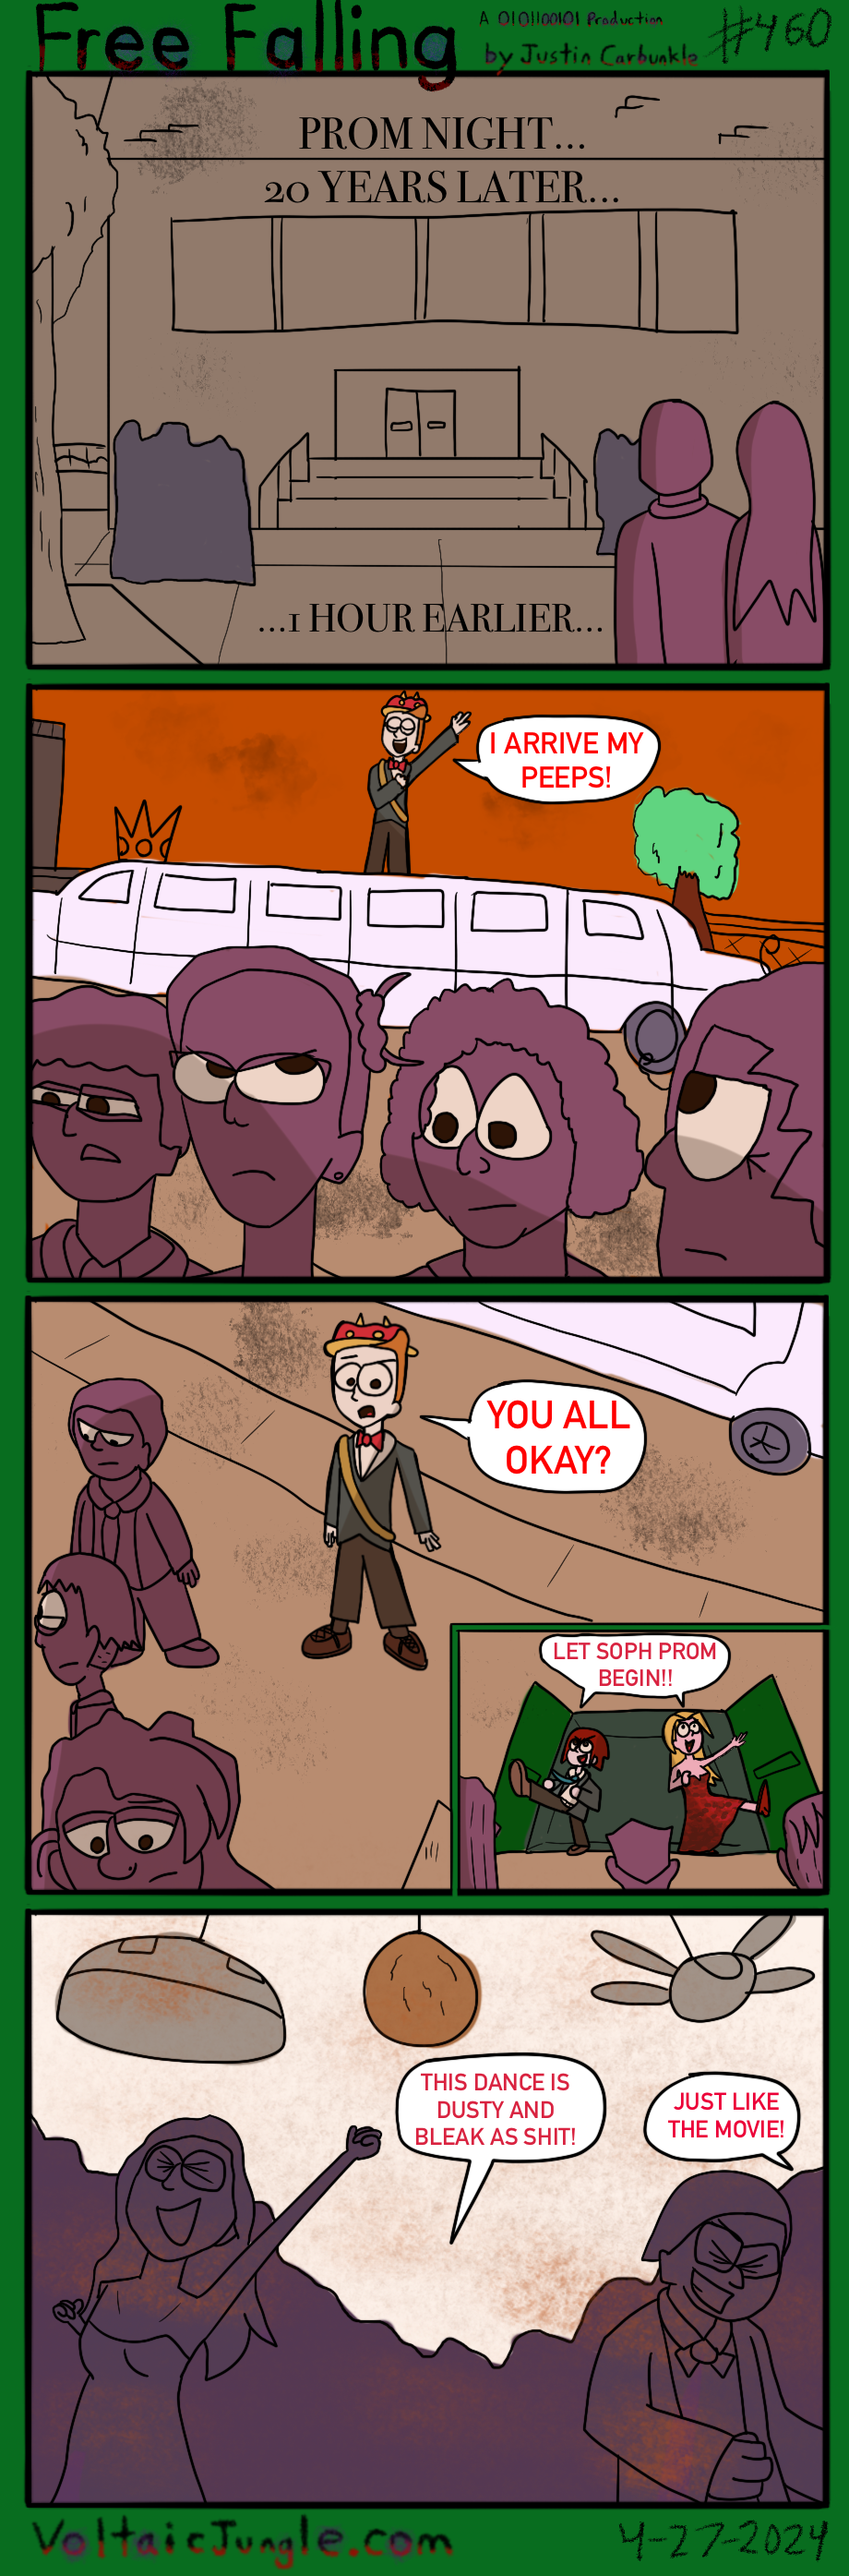 Free Falling
A 0101100101 Production
by Justin Carbunkle
#460
PROM NIGHT...
20 YEARS LATER...
...1 HOUR EARLIER...
I ARRIVE MY
PEEPS!
YOU ALL
OKAY?
LET SOPH PROM
BEGIN!!
THIS DANCE IS
DUSTY AND
BLEAK AS SHIT!
JUST LIKE
THE MOVIE!
VoltaicJungle.com
4-27-2024